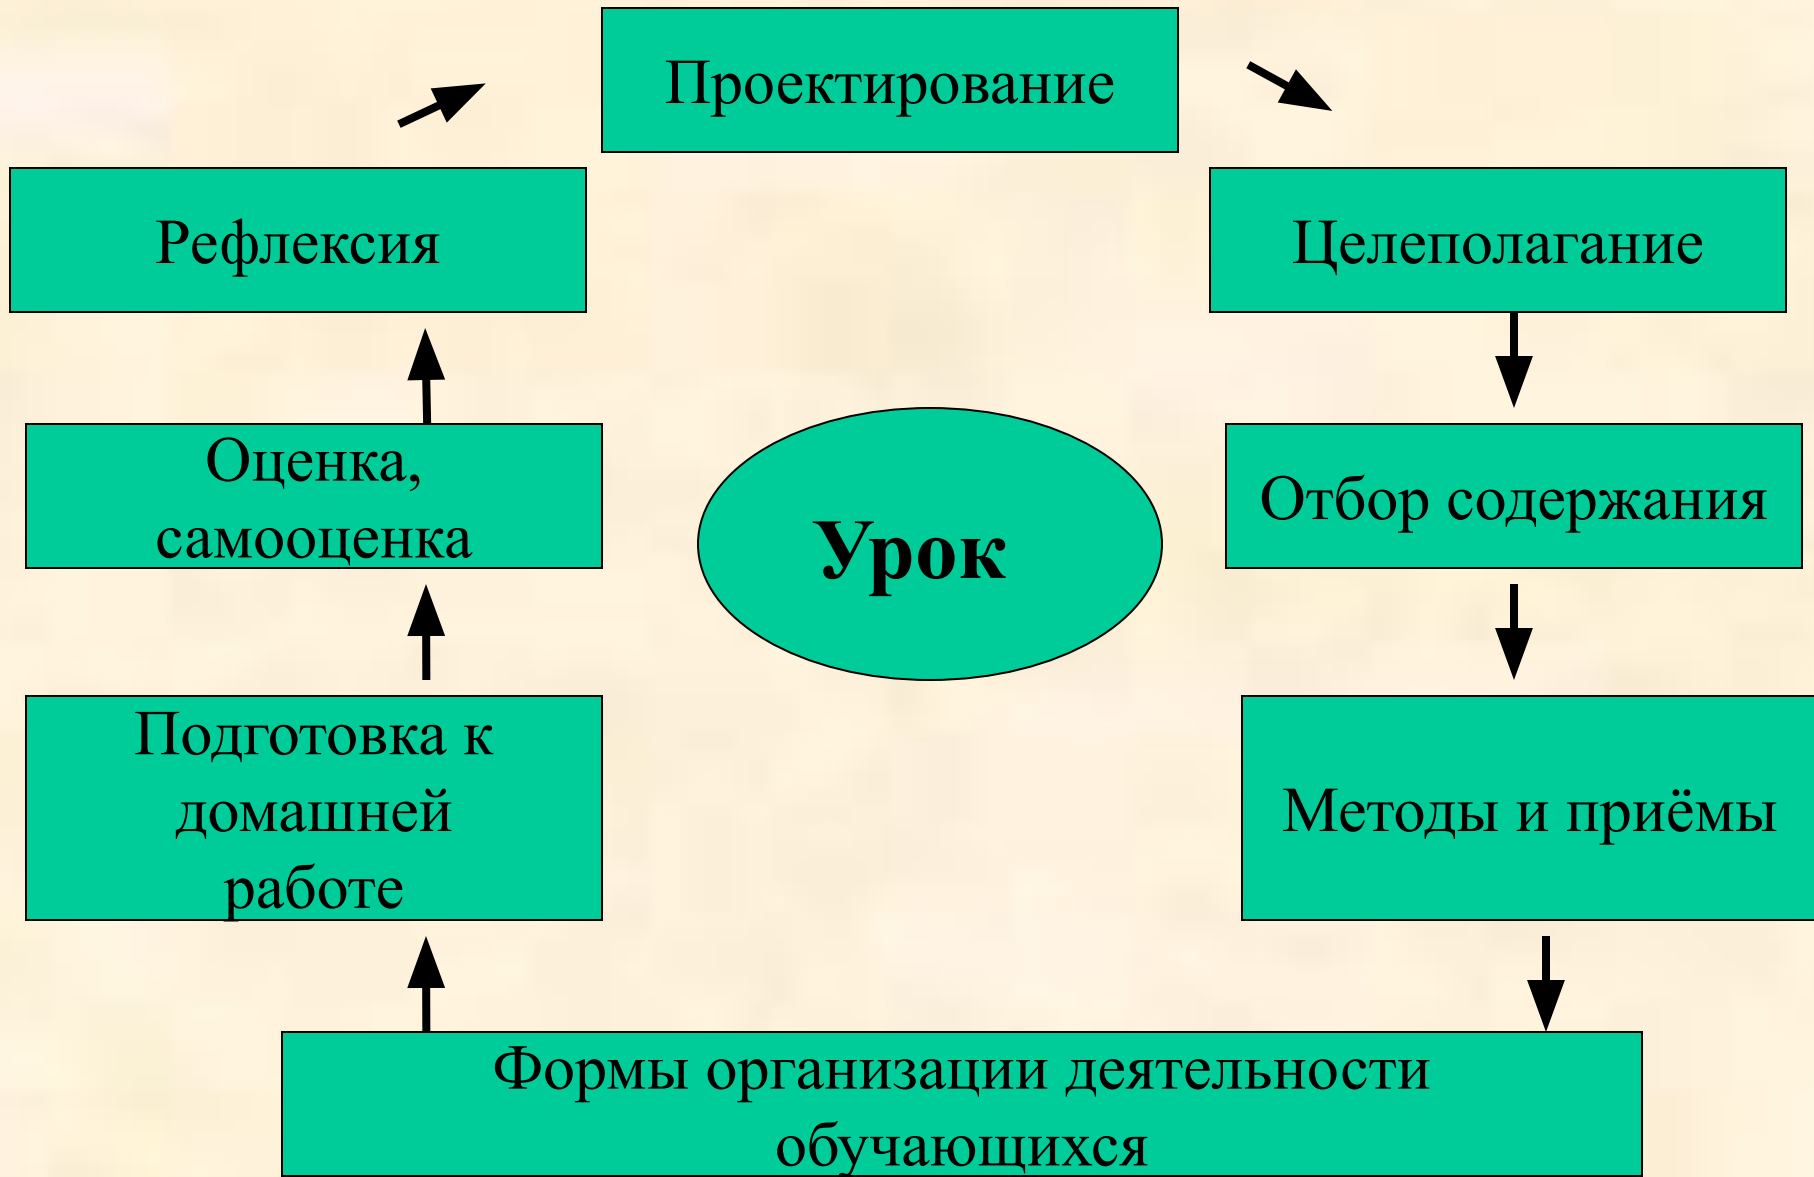 Проектирование
Рефлексия
Целеполагание
Оценка,
самооценка
Урок
Отбор содержания
Подготовка к
домашней
работе
Методы и приёмы
Формы организации деятельности
обучающихся